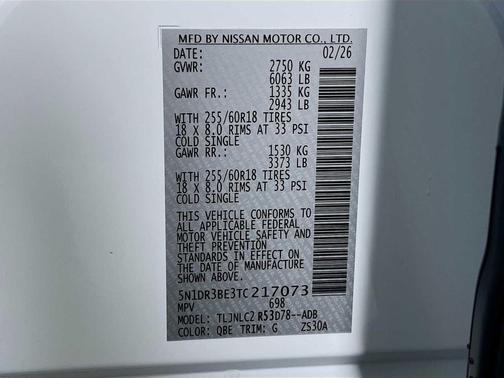 MFD BY NISSAN MOTOR CO., LTD.
DATE: 02/26
GVWR: 2750 KG
6063 LB
GAWR FR.: 1335 KG
2943 LB
WITH 255/60R18 TIRES
18 X 8.0 RIMS AT 33 PSI
COLD SINGLE
GAWR RR.: 1530 KG
3373 LB
WITH 255/60R18 TIRES
18 X 8.0 RIMS AT 33 PSI
COLD SINGLE
THIS VEHICLE CONFORMS TO
ALL APPLICABLE FEDERAL
MOTOR VEHICLE SAFETY AND
THEFT PREVENTION
STANDARDS IN EFFECT ON
THE DATE OF MANUFACTURE
SHOWN ABOVE
5N1DR3BE3TC217073
MPV 698
MODEL: TLJNLC2 R53D78--ADB
COLOR: QBE TRIM: G ZS30A